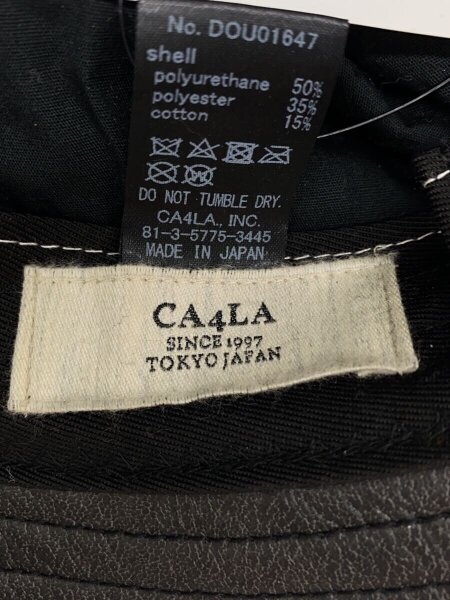 No. DOU01647
shell
polyurethane 50%
polyester 35%
cotton 15%
DO NOT TUMBLE DRY.
CA4LA, INC.
81-3-5775-3445
MADE IN JAPAN
CA4LA
SINCE 1997
TOKYO JAPAN